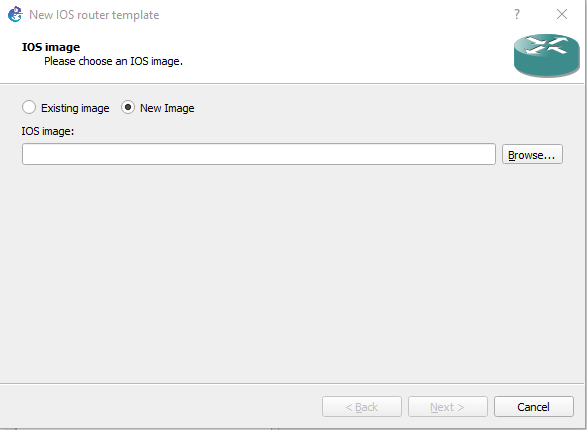 New IOS router template
?
IOS image
Please choose an IOS image.
Existing image
New Image
IOS image:
Browse...
< Back
Next >
Cancel